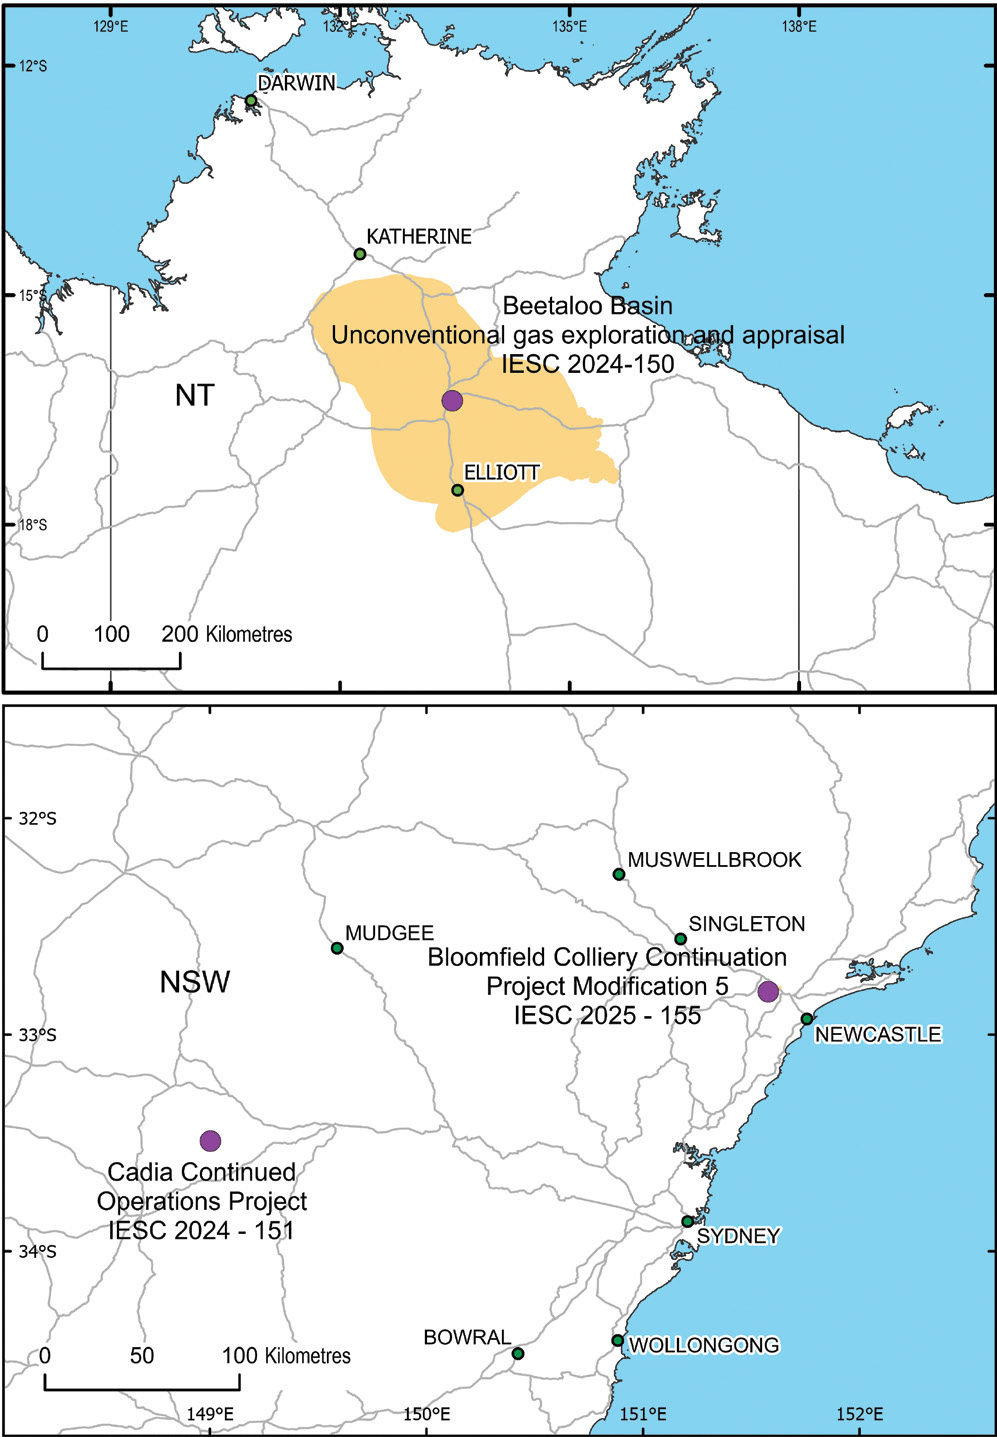 129°E
132°E
135°E
138°E
12°S
DARWIN
KATHERINE
15°S
Beetaloo Basin
Unconventional gas exploration and appraisal
IESC 2024-150
NT
ELLIOTT
18°S
0 100 200 Kilometres
32°S
MUSWELLBROOK
SINGLETON
MUDGEE
Bloomfield Colliery Continuation
Project Modification 5
IESC 2025 - 155
NSW
33°S
NEWCASTLE
Cadia Continued
Operations Project
IESC 2024 - 151
SYDNEY
34°S
BOWRAL
WOLLONGONG
0 50 100 Kilometres
149°E
150°E
151°E
152°E